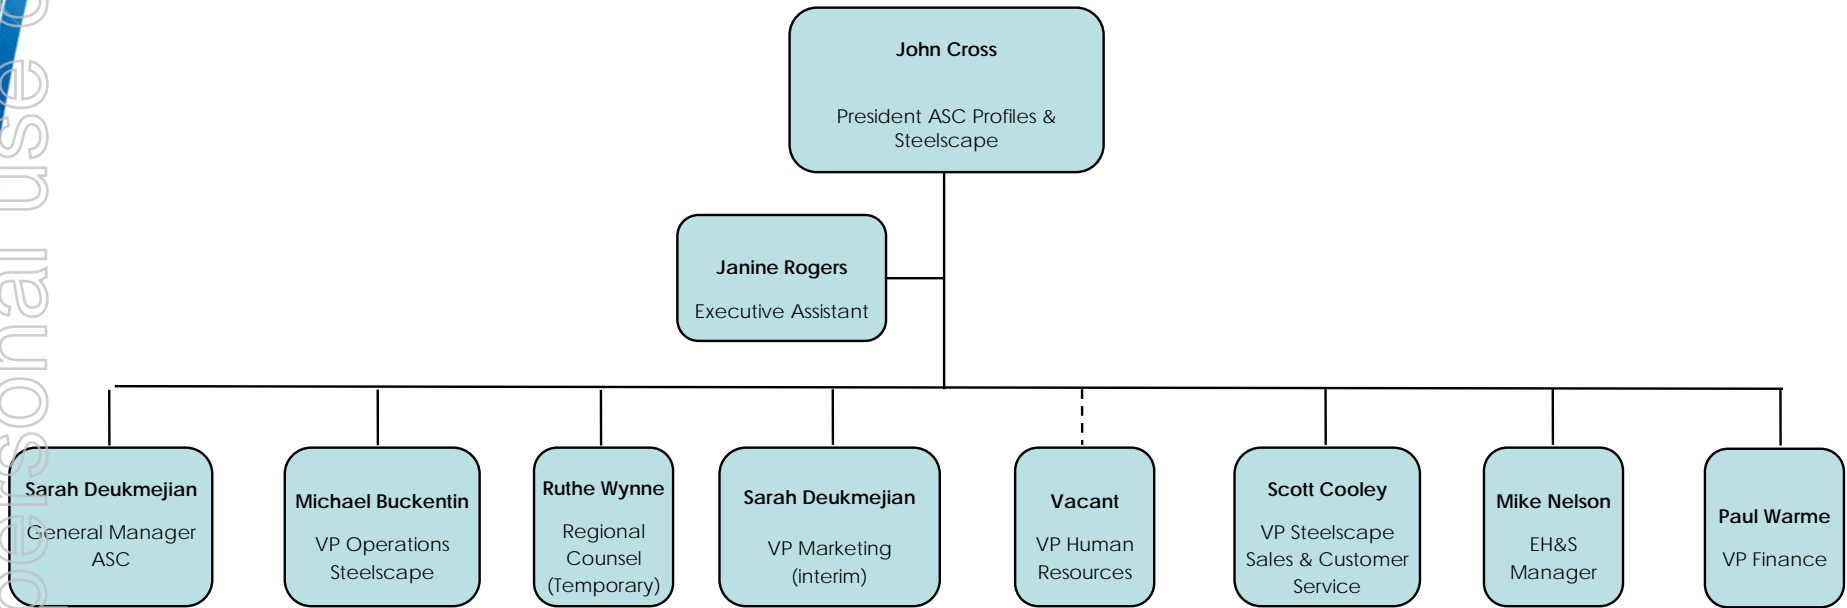 John Cross
President ASC Profiles &
Steelscape
Janine Rogers
Executive Assistant
Sarah Deukmejian
General Manager
ASC
Michael Buckentin
VP Operations
Steelscape
Ruthe Wynne
Regional
Counsel
(Temporary)
Sarah Deukmejian
VP Marketing
(interim)
Vacant
VP Human
Resources
Scott Cooley
VP Steelscape
Sales & Customer
Service
Mike Nelson
EH&S
Manager
Paul Warme
VP Finance
personal use